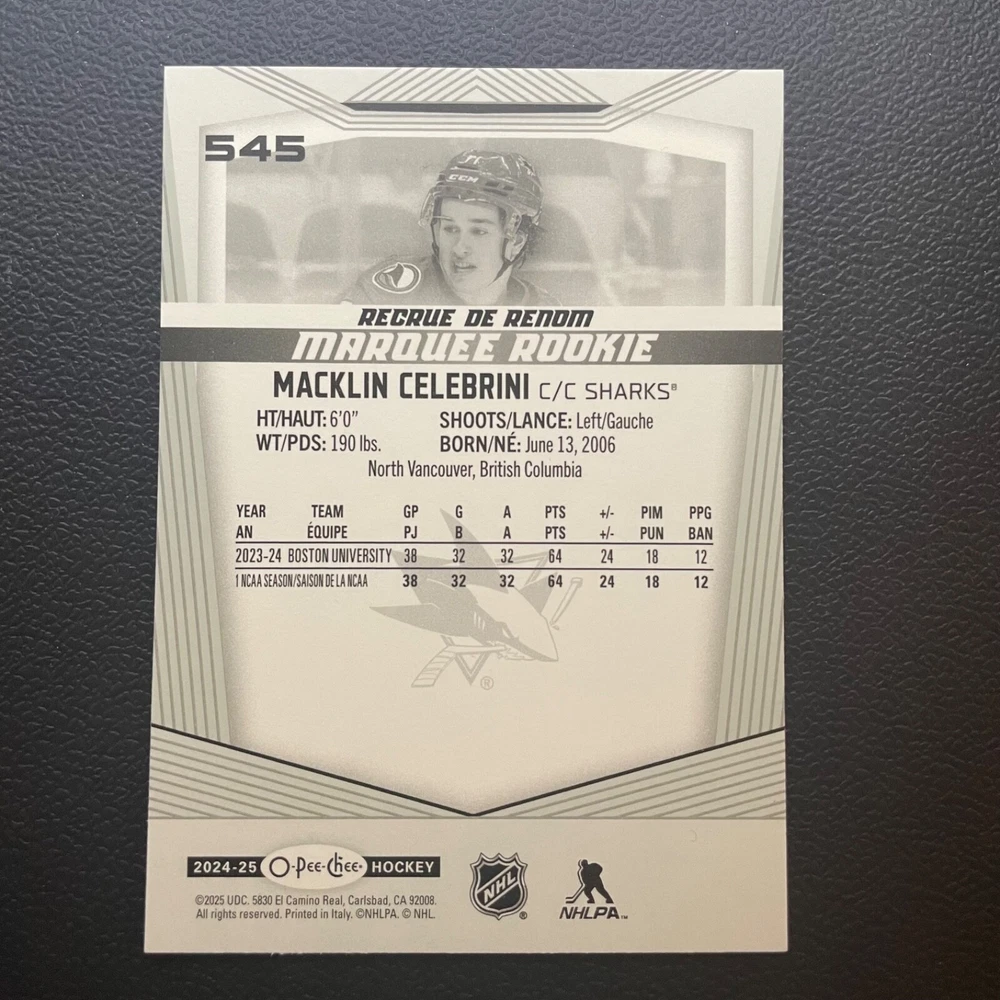 545
CCM
RECRUE DE RENOM
MARQUEE ROOKIE
MACKLIN CELEBRINI C/C SHARKS®
HT/HAUT: 6'0" SHOOTS/LANCE: Left/Gauche
WT/PDS: 190 lbs. BORN/NÉ: June 13, 2006
North Vancouver, British Columbia
YEAR TEAM GP G A PTS +/- PIM PPG
AN ÉQUIPE PJ B A PTS +/- PUN BAN
2023-24 BOSTON UNIVERSITY 38 32 32 64 24 18 12
1 NCAA SEASON/SAISON DE LA NCAA 38 32 32 64 24 18 12
®
2024-25 O-Pee-Chee® HOCKEY
©2025 UDC. 5830 El Camino Real, Carlsbad, CA 92008.
All rights reserved. Printed in Italy. ©NHLPA. © NHL.
NHL ®
NHLPA™